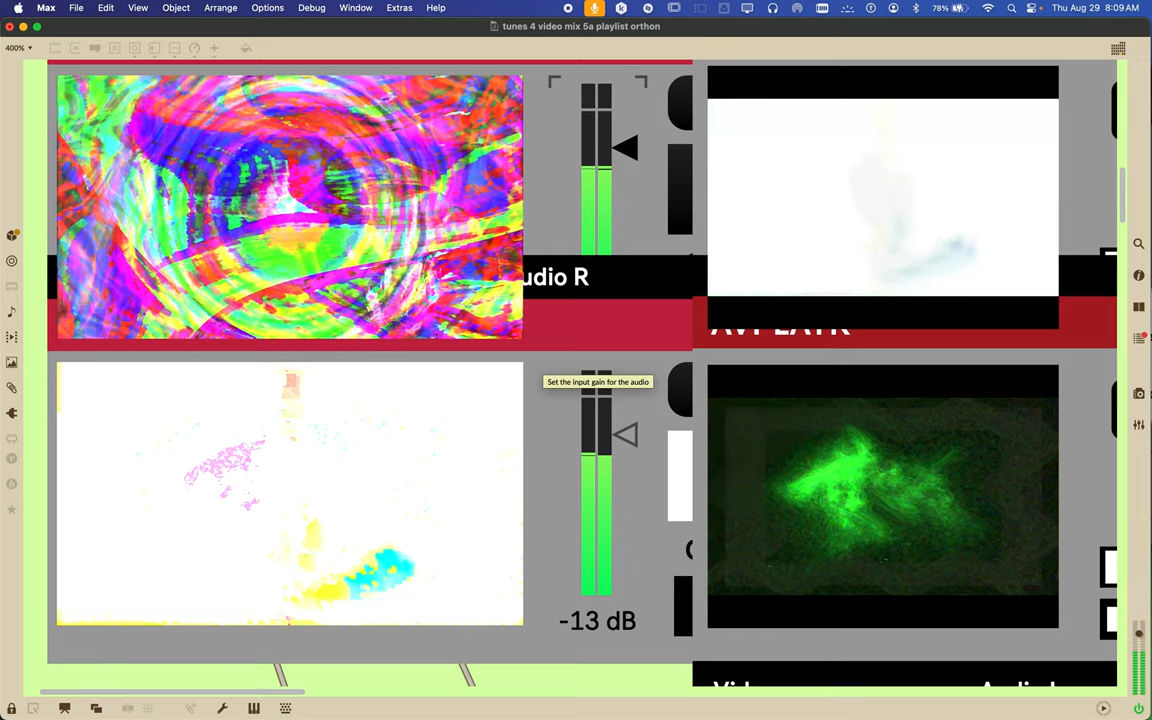 Max File Edit View Object Arrange Options Debug Window Extras Help
78% Thu Aug 29 8:09 AM
tunes 4 video mix 5a playlist orthon
400%
udio R
AVPLAYR
Set the input gain for the audio
-13 dB